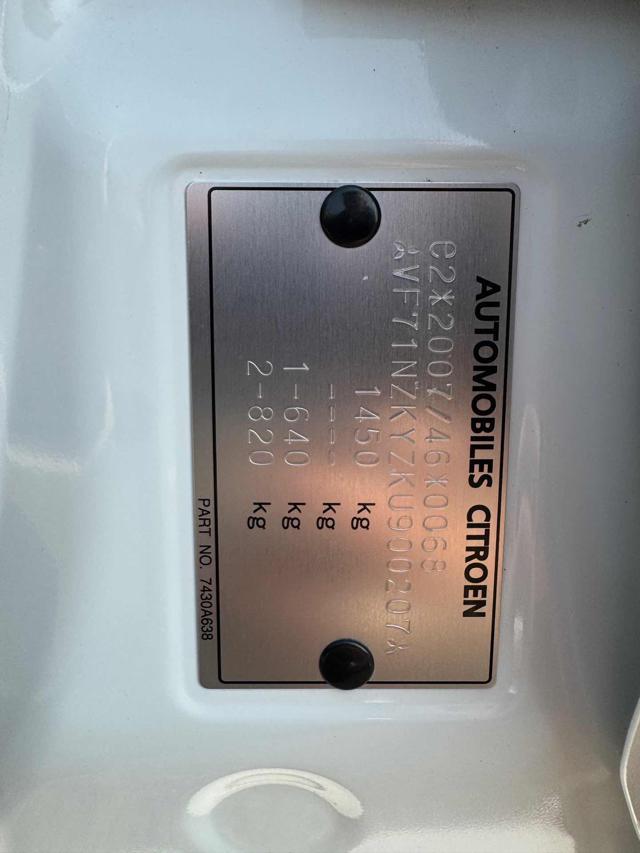 AUTOMOBILES CITROEN
e2*2007/46*0068
VF71NZKYZKU900207
1450 kg
---- kg
1-640 kg
2-820 kg
PART NO. 7430A638